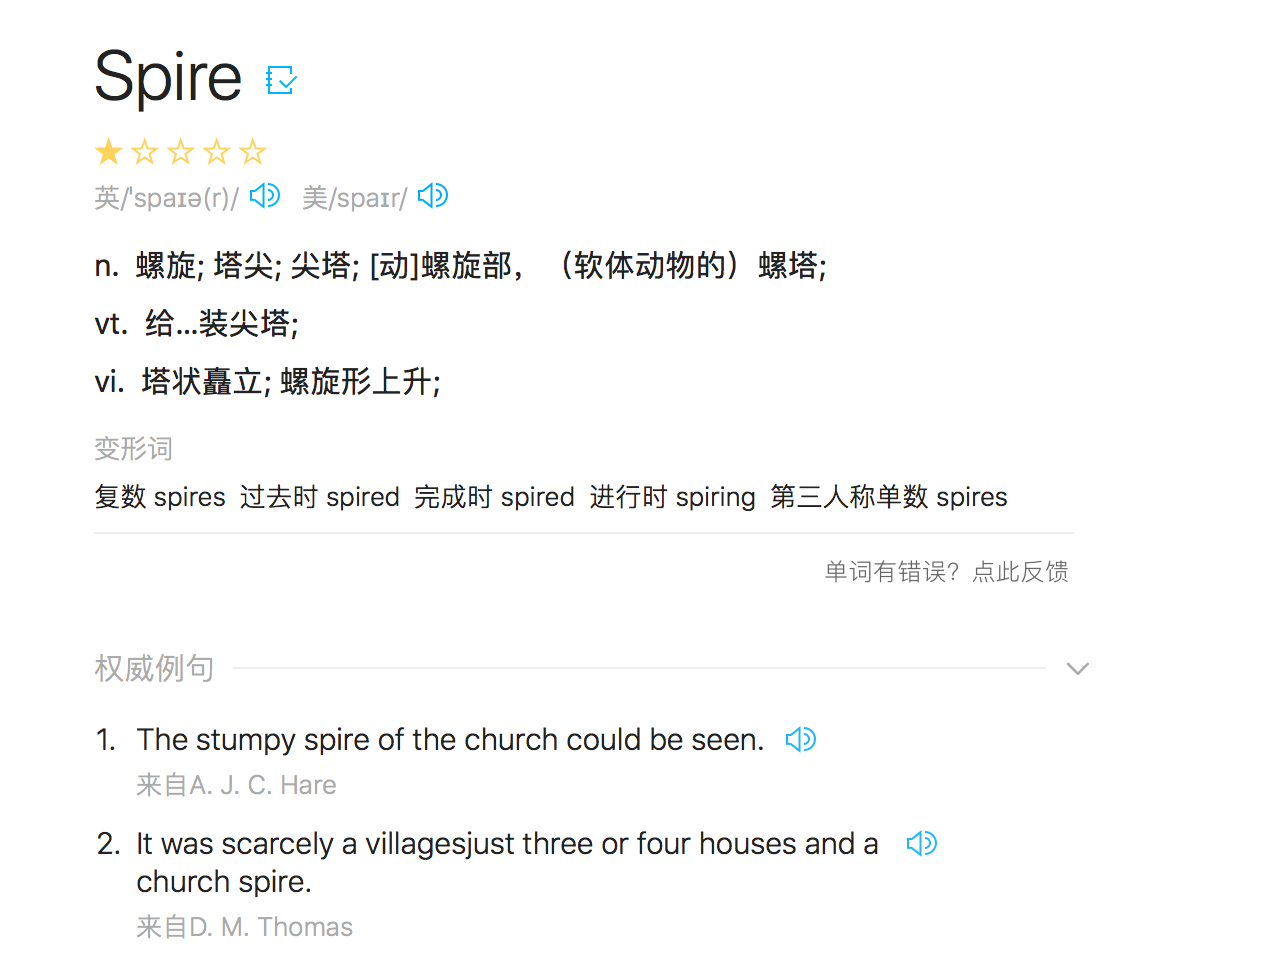 Spire
英/'spaɪə(r)/ 美/spaɪr/
n. 螺旋; 塔尖; 尖塔; [动]螺旋部，（软体动物的）螺塔;
vt. 给...装尖塔;
vi. 塔状矗立; 螺旋形上升;
变形词
复数 spires 过去时 spired 完成时 spired 进行时 spiring 第三人称单数 spires
单词有错误？点此反馈
权威例句
1. The stumpy spire of the church could be seen.
来自A. J. C. Hare
2. It was scarcely a villagesjust three or four houses and a
church spire.
来自D. M. Thomas